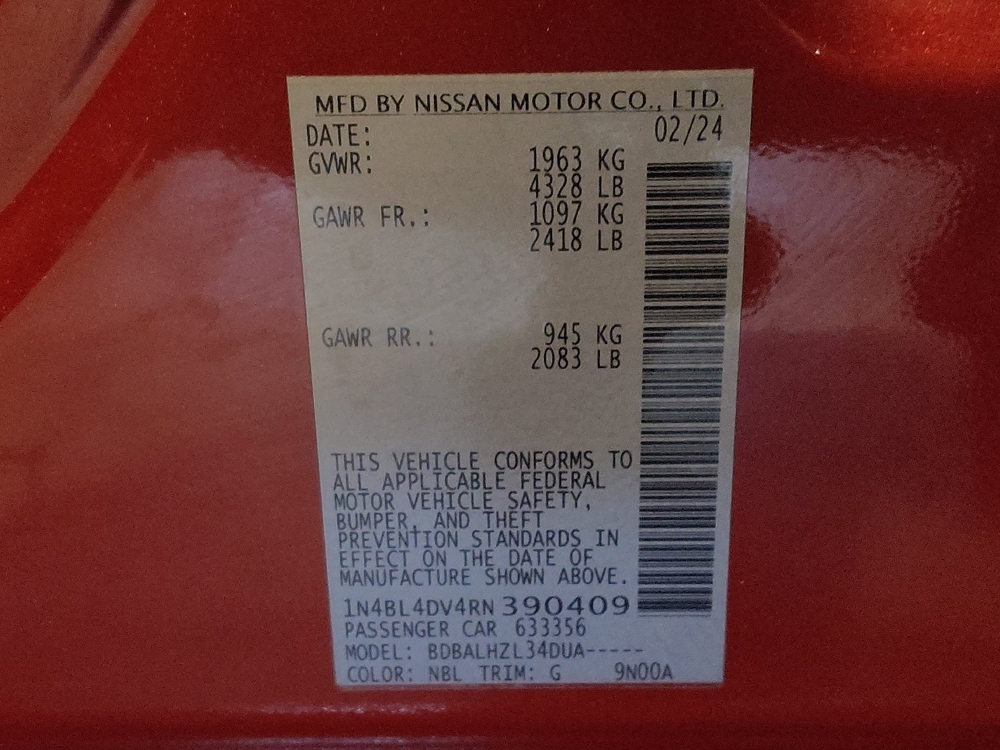 MFD BY NISSAN MOTOR CO., LTD.
DATE: 02/24
GVWR: 1963 KG
4328 LB
GAWR FR.: 1097 KG
2418 LB
GAWR RR.: 945 KG
2083 LB
THIS VEHICLE CONFORMS TO
ALL APPLICABLE FEDERAL
MOTOR VEHICLE SAFETY,
BUMPER, AND THEFT
PREVENTION STANDARDS IN
EFFECT ON THE DATE OF
MANUFACTURE SHOWN ABOVE.
1N4BL4DV4RN390409
PASSENGER CAR 633356
MODEL: BDBALHZL34DUA-----
COLOR: NBL TRIM: G 9N00A